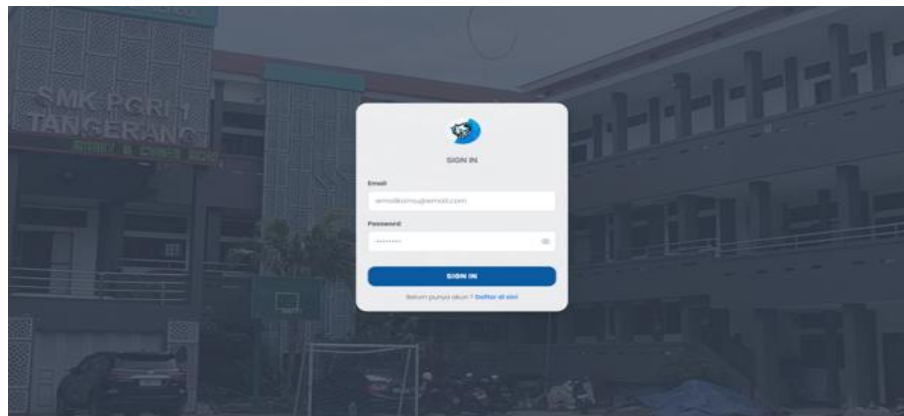 SMK PGRI 1
TANGERANG
SIGN IN
Email
emailkamu@email.com
Password
********
SIGN IN
Belum punya akun ? Daftar di sini